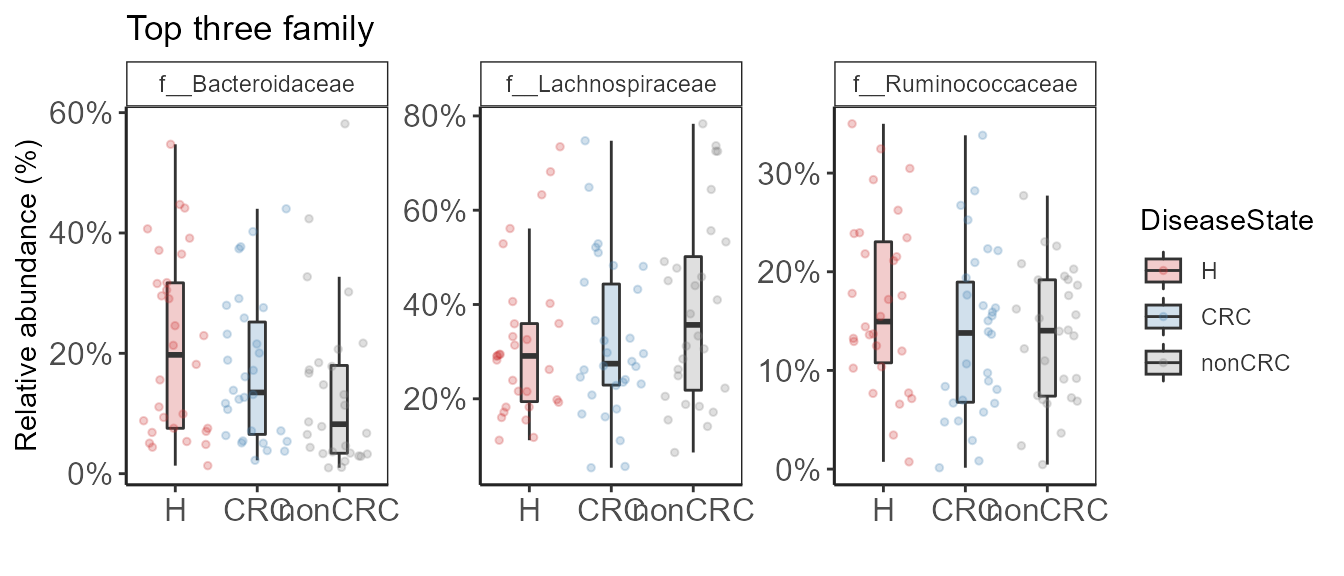 Top three family
f__Bacteroidaceae
f__Lachnospiraceae
f__Ruminococcaceae
Relative abundance (%)
60%
40%
20%
0%
80%
60%
40%
20%
30%
20%
10%
0%
H CRC nonCRC
H CRC nonCRC
H CRC nonCRC
DiseaseState
H
CRC
nonCRC